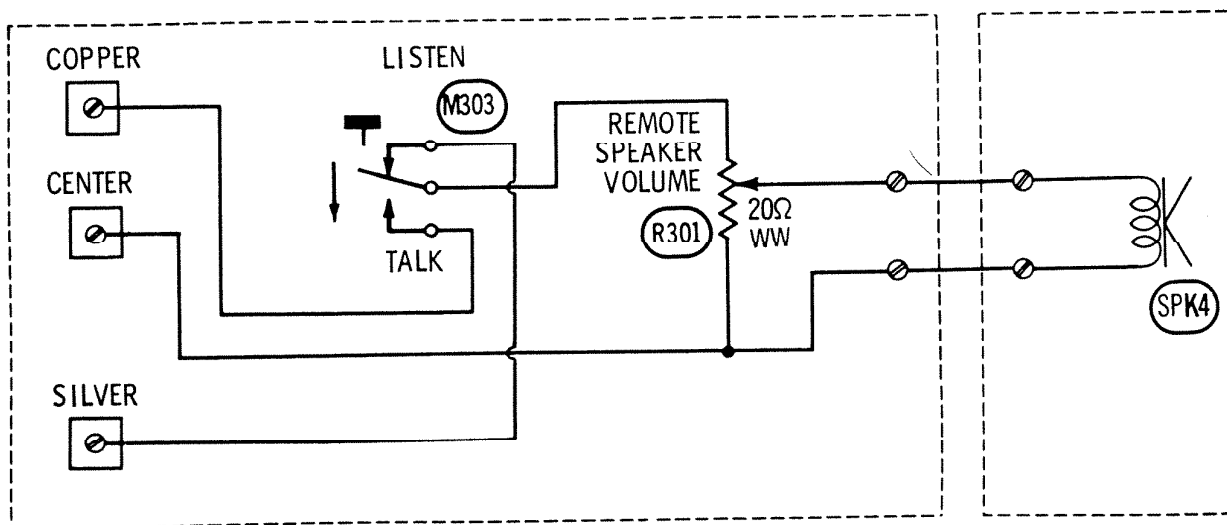 COPPER
LISTEN
M303
CENTER
REMOTE
SPEAKER
VOLUME
R301
20Ω
WW
TALK
SILVER
SPK4